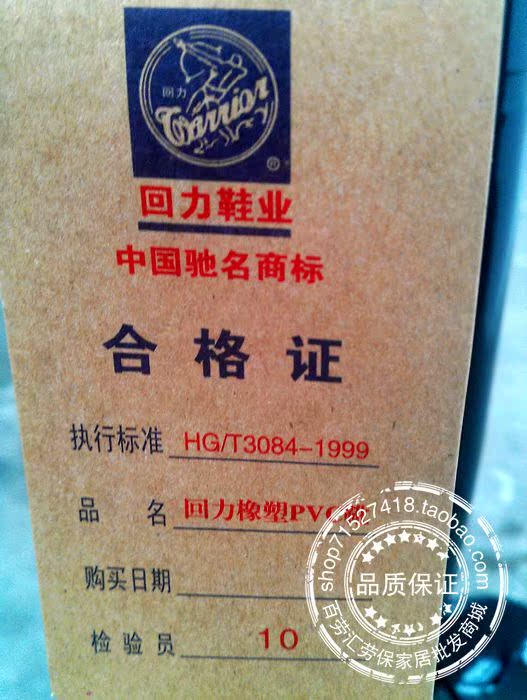 回力
Warrior
®
回力鞋业
中国驰名商标
合格证
执行标准 HG/T3084-1999
品名 回力橡塑PVC
购买日期
检验员 10
shop71527418.taobao.com
品质保证
百劳汇劳保家居批发商城